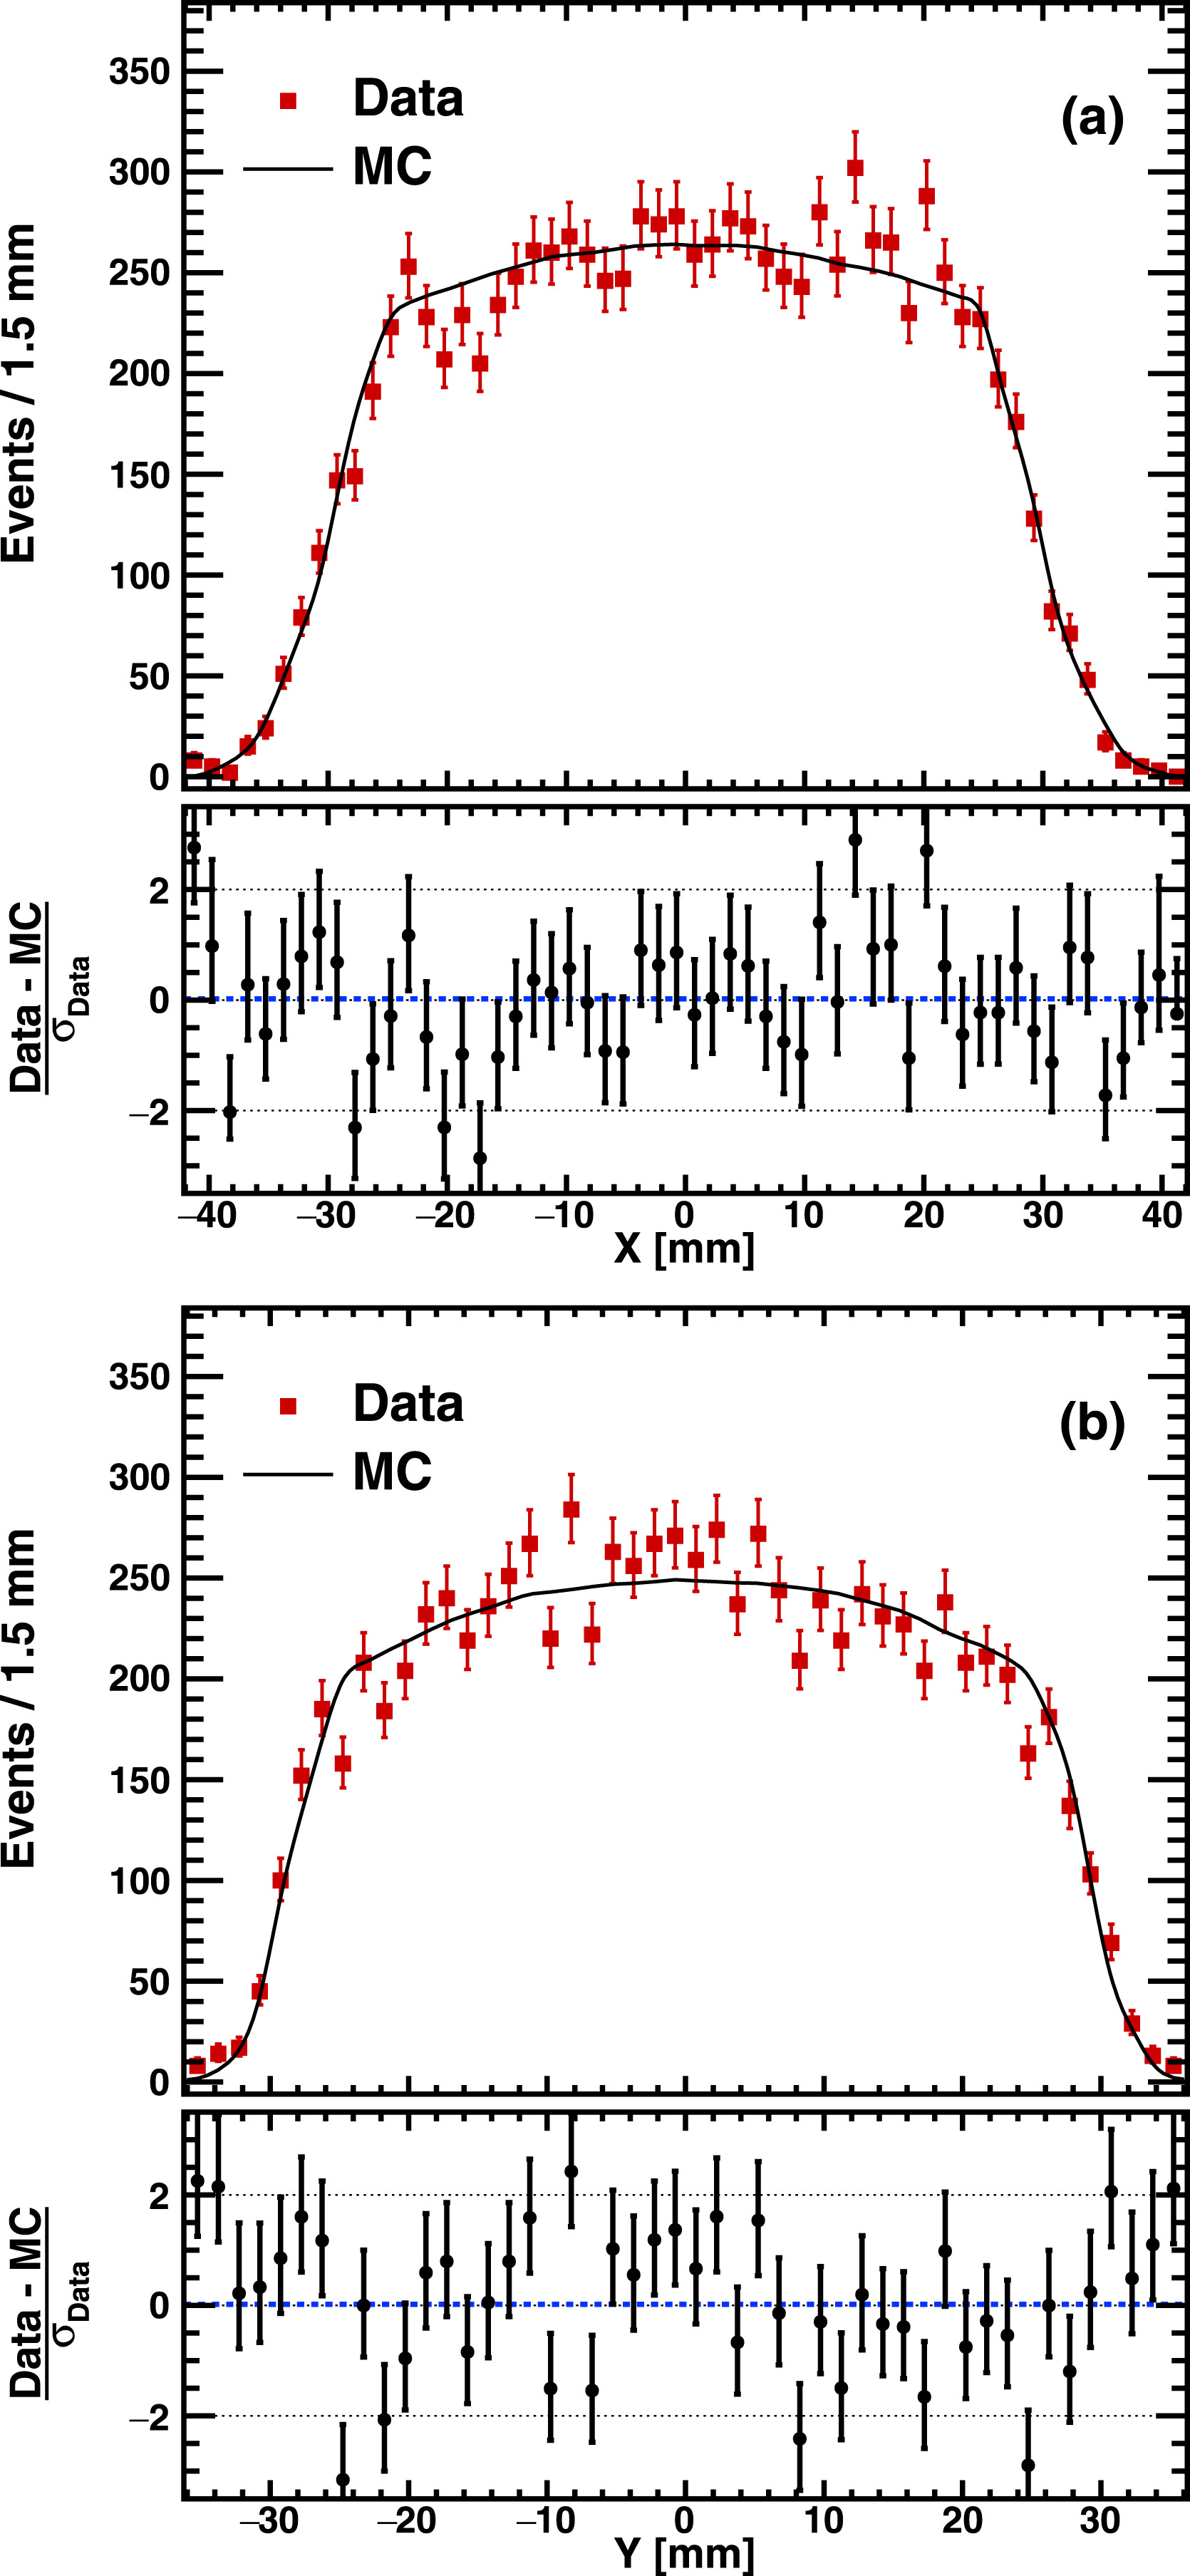 350
300
250
200
150
100
50
0
Events / 1.5 mm
Data
MC
(a)
2
0
−2
Data - MC
σData
−40 −30 −20 −10 0 10 20 30 40
X [mm]
350
300
250
200
150
100
50
0
Events / 1.5 mm
Data
MC
(b)
2
0
−2
Data - MC
σData
−30 −20 −10 0 10 20 30
Y [mm]